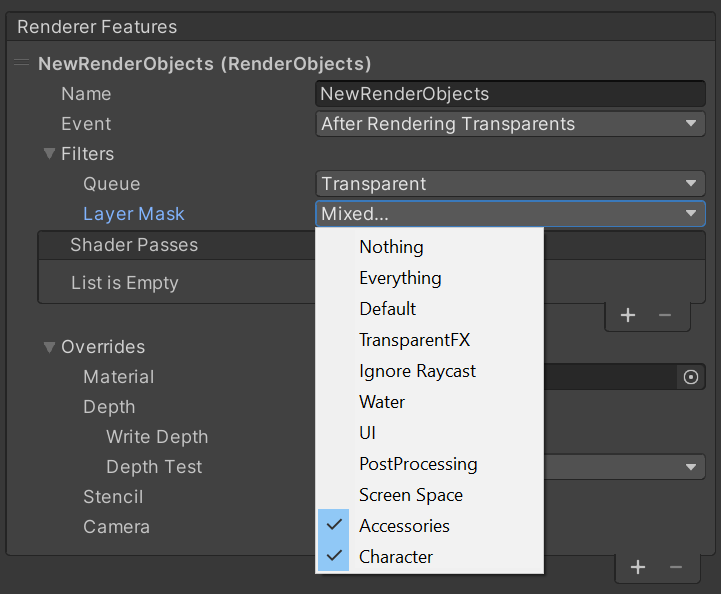 Renderer Features
NewRenderObjects (RenderObjects)
Name NewRenderObjects
Event After Rendering Transparents
Filters
Queue Transparent
Layer Mask Mixed...
Shader Passes
Nothing
List is Empty
Everything
Default
TransparentFX
Overrides
Material
Ignore Raycast
Depth
Water
Write Depth
UI
Depth Test
PostProcessing
Stencil
Screen Space
Camera
Accessories
Character